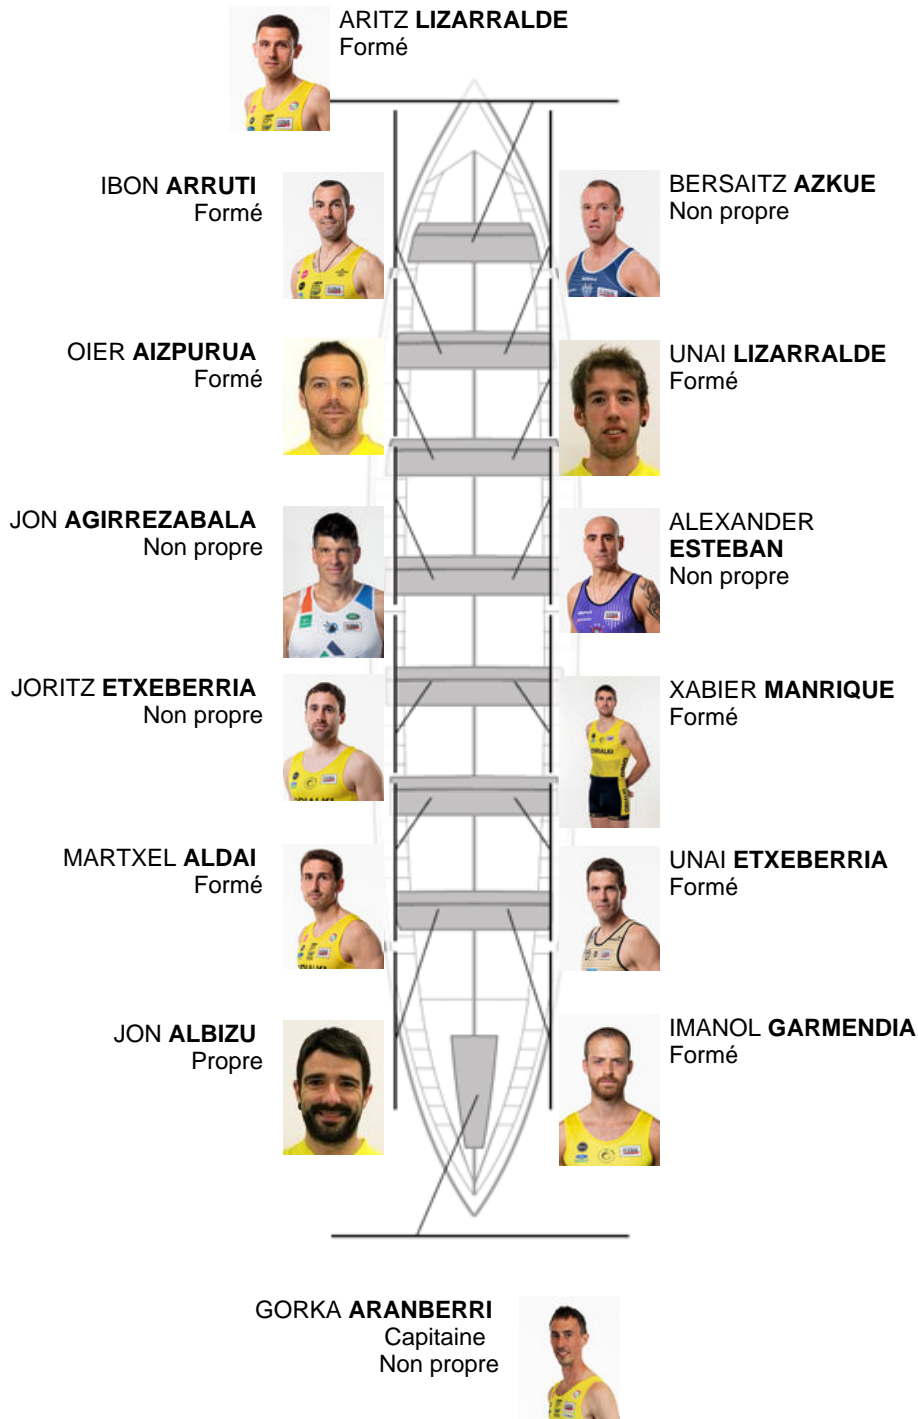 ARITZ LIZARRALDE
Formé
IBON ARRUTI
Formé
BERSAITZ AZKUE
Non propre
OIER AIZPURUA
Formé
UNAI LIZARRALDE
Formé
JON AGIRREZABALA
Non propre
ALEXANDER
ESTEBAN
Non propre
JORITZ ETXEBERRIA
Non propre
XABIER MANRIQUE
Formé
MARTXEL ALDAI
Formé
UNAI ETXEBERRIA
Formé
JON ALBIZU
Propre
IMANOL GARMENDIA
Formé
GORKA ARANBERRI
Capitaine
Non propre